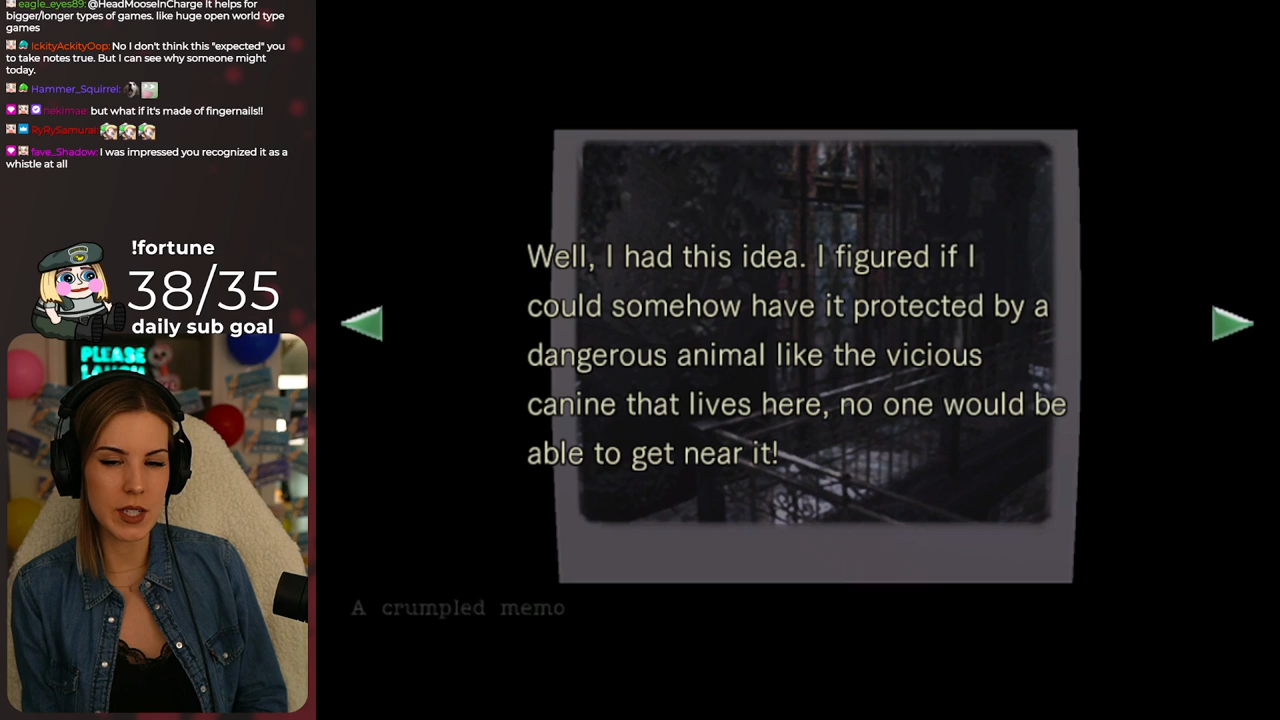 eagle_eyes89: @HeadMooseInCharge It helps for
bigger/longer types of games. like huge open world type
games
IckityAckityOop: No I don't think this "expected" you
to take notes true. But I can see why someone might
today.
Hammer_Squirrel:
nekimae: but what if it's made of fingernails!!
RyRySamurai:
fave_Shadow: I was impressed you recognized it as a
whistle at all
!fortune
38/35
daily sub goal
PLEASE
Well, I had this idea. I figured if I
could somehow have it protected by a
dangerous animal like the vicious
canine that lives here, no one would be
able to get near it!
A crumpled memo